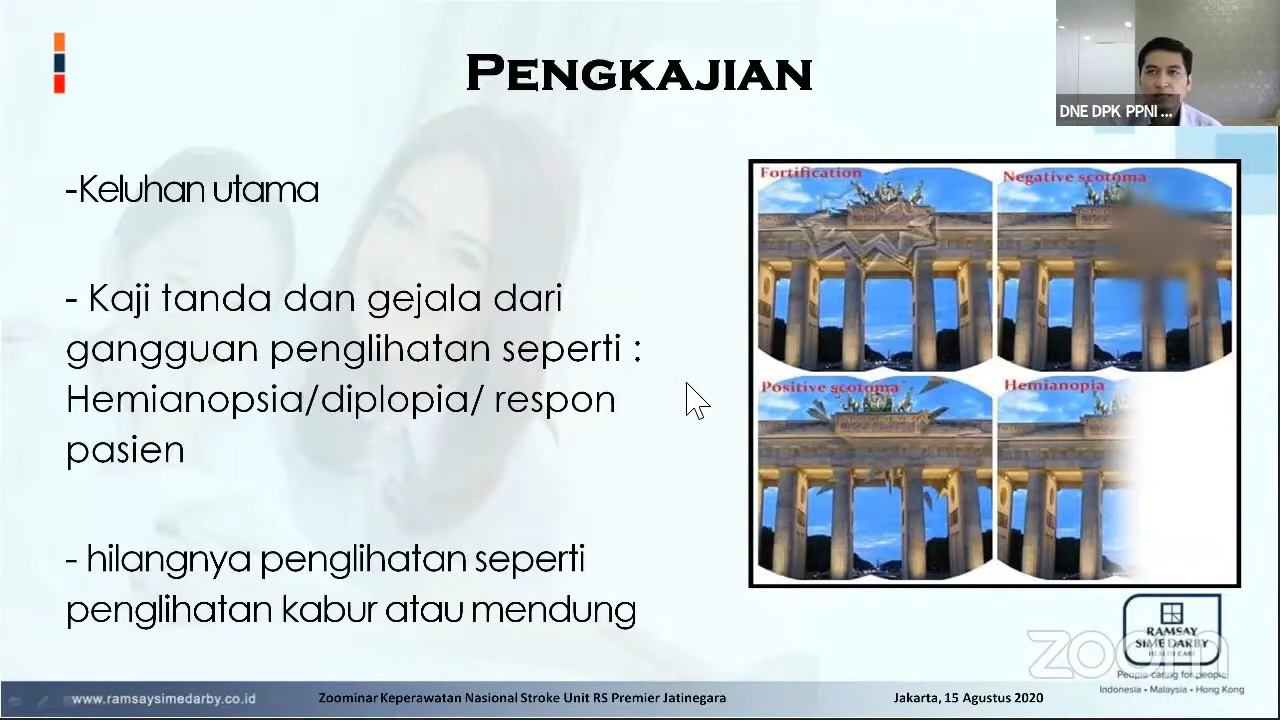 PENGKAJIAN
DNE DPK PPNI ...
-Keluhan utama
- Kaji tanda dan gejala dari
gangguan penglihatan seperti :
Hemianopsia/diplopia/ respon
pasien
- hilangnya penglihatan seperti
penglihatan kabur atau mendung
Fortification
Negative scotoma
Positive scotoma
Hemianopia
RAMSAY
SIME DARBY
HEALTH CARE
zoom
People caring for people
Indonesia • Malaysia • Hong Kong
www.ramsaysimedarby.co.id
Zoominar Keperawatan Nasional Stroke Unit RS Premier Jatinegara
Jakarta, 15 Agustus 2020